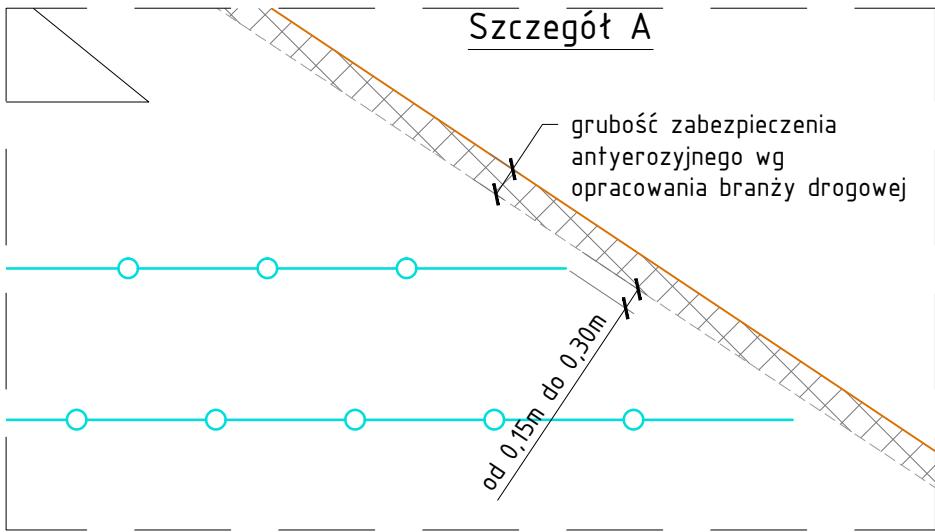 Szczegół A
grubość zabezpieczenia
antyerozyjnego wg
opracowania branży drogowej
od 0,15m do 0,30m